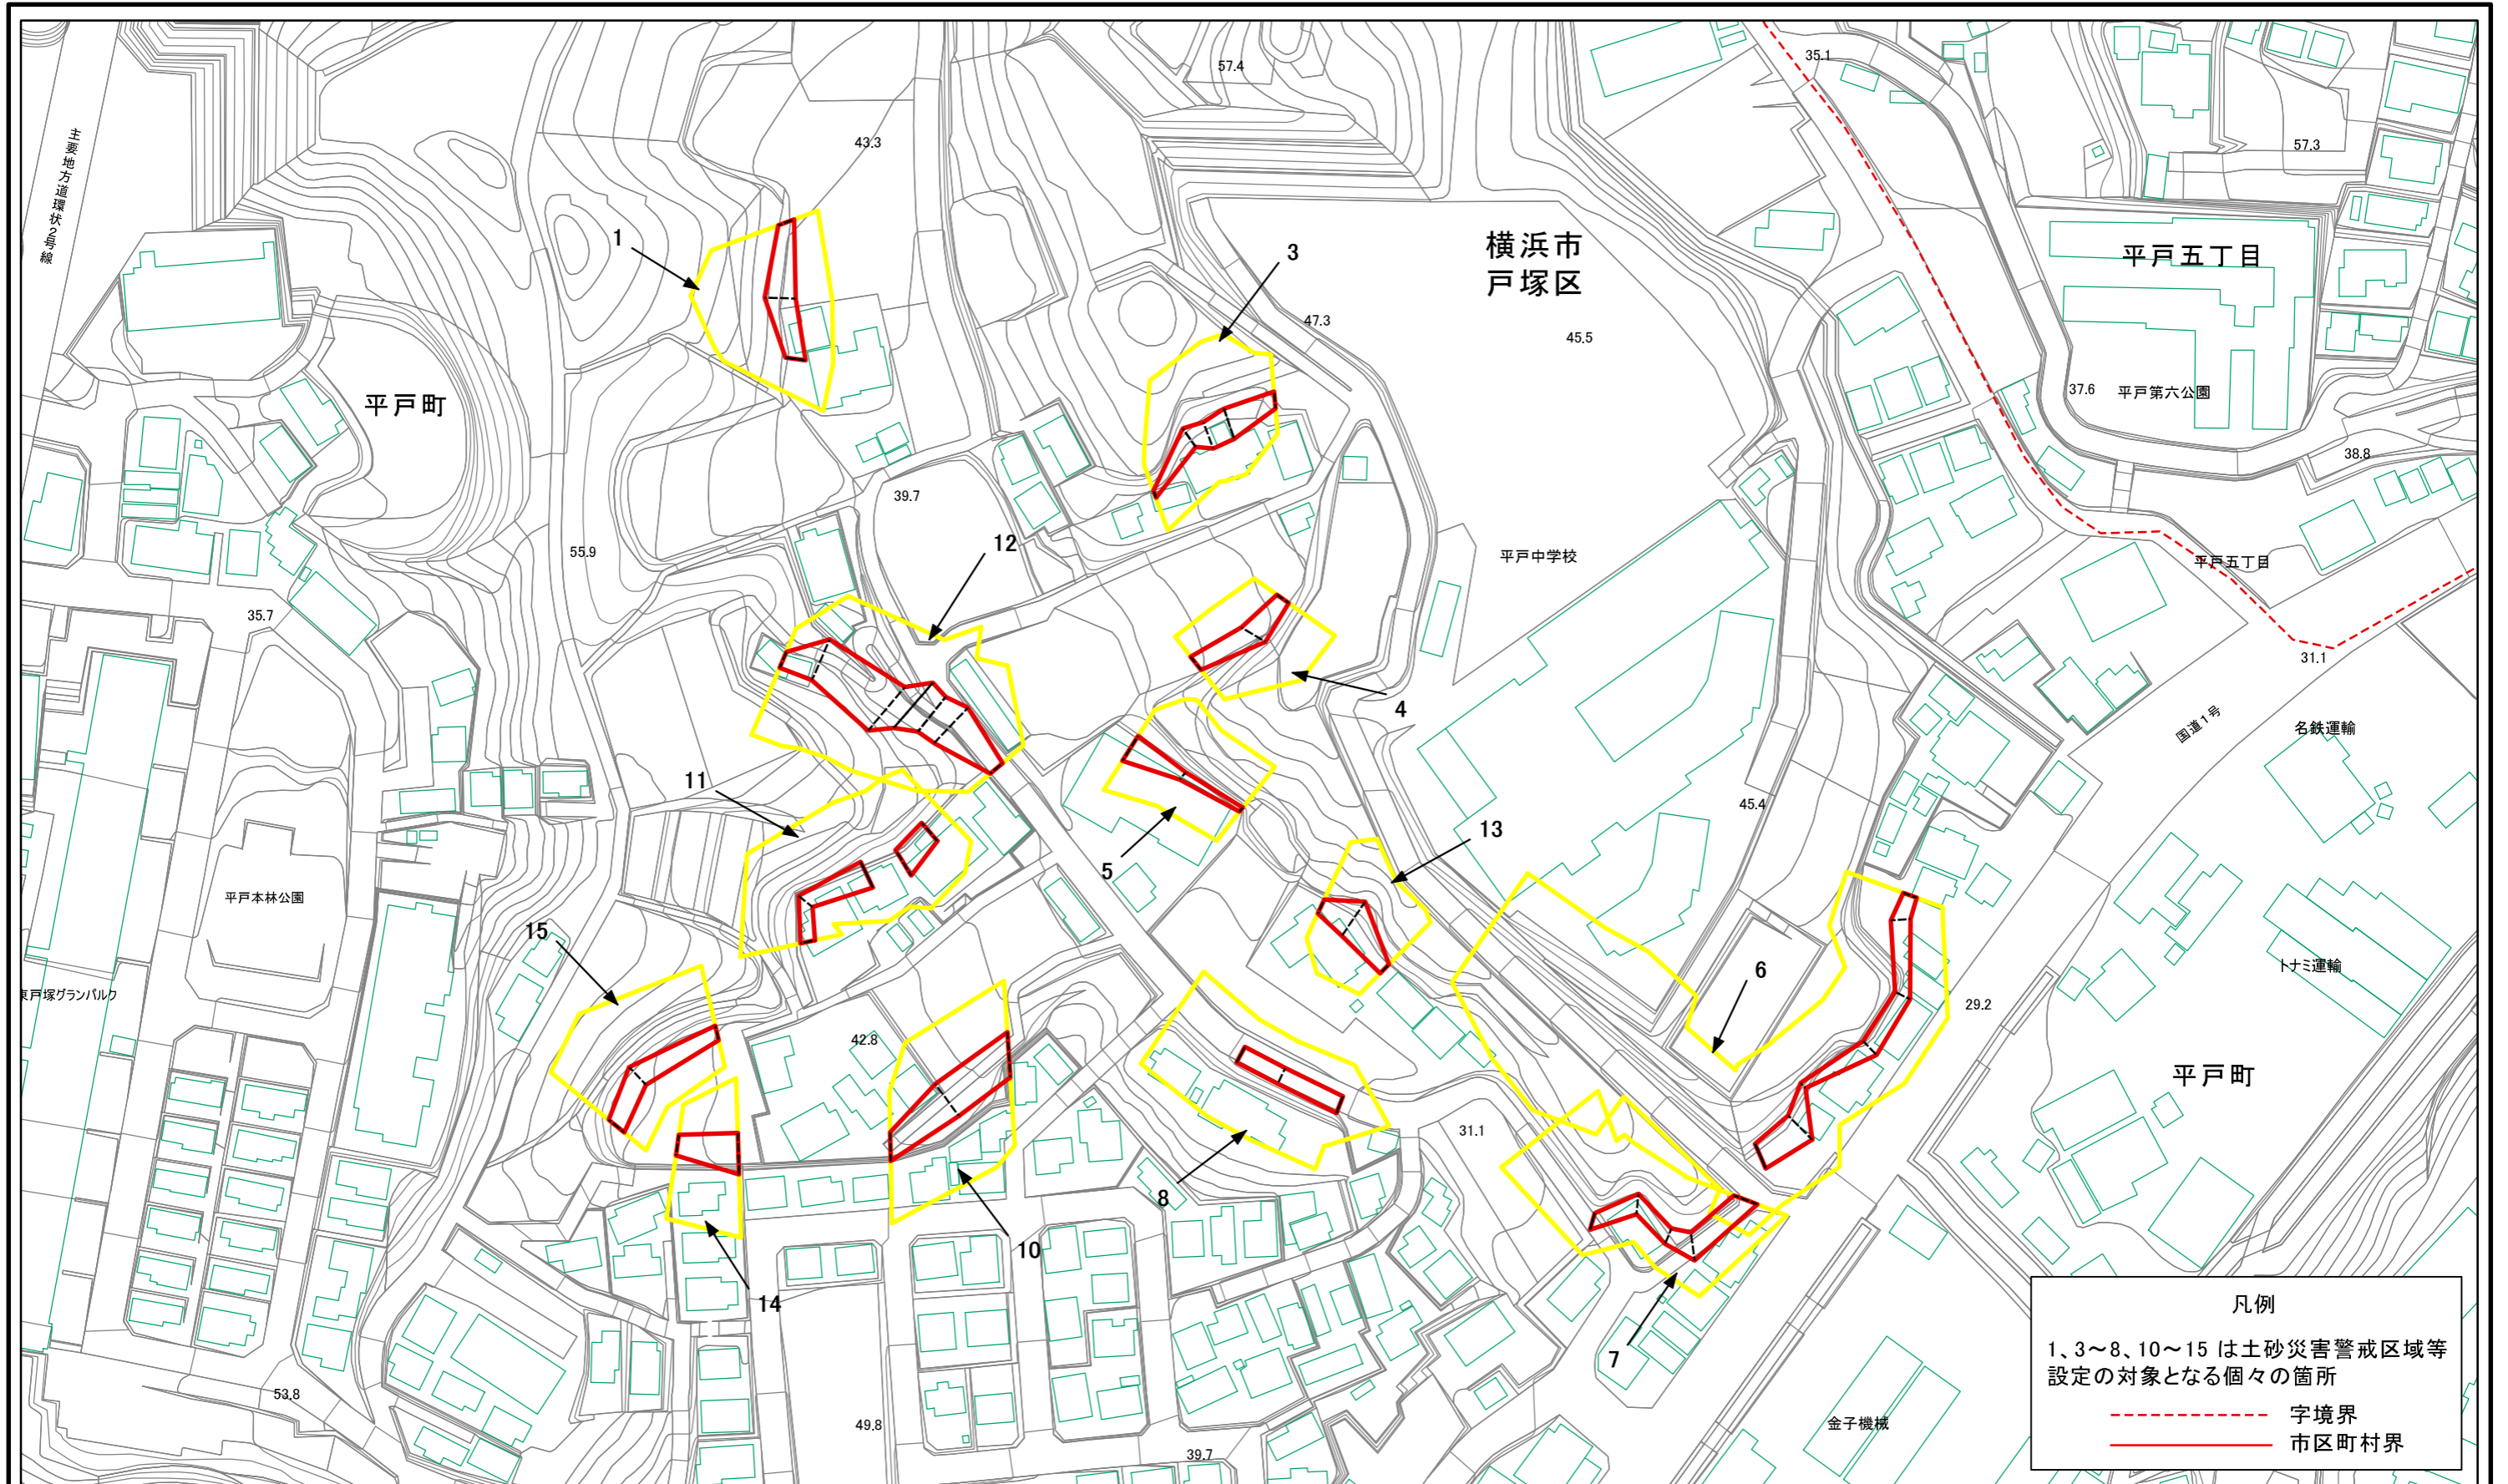 57.4
35.1
43.3
主要地方道環状2号線
57.3
1
3
横浜市
戸塚区
平戸五丁目
47.3
45.5
平戸町
37.6
平戸第六公園
38.8
39.7
12
55.9
平戸中学校
平戸五丁目
35.7
31.1
4
国道1号
名鉄運輸
11
45.4
13
5
平戸本林公園
15
6
トナミ運輸
東戸塚グランパルク
29.2
42.8
平戸町
31.1
8
10
14
7
53.8
49.8
39.7
金子機械
凡例
1、3～8、10～15 は土砂災害警戒区域等
設定の対象となる個々の箇所
字境界
市区町村界